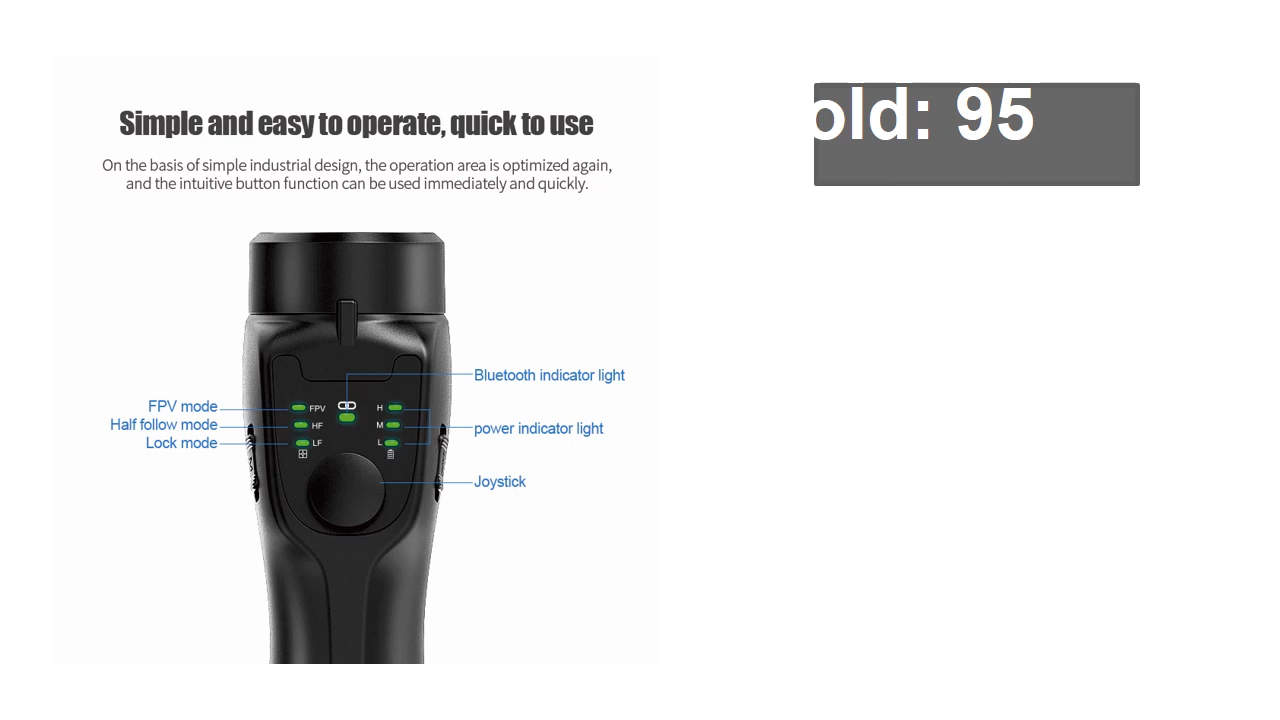 Simple and easy to operate, quick to use
On the basis of simple industrial design, the operation area is optimized again,
and the intuitive button function can be used immediately and quickly.
Bluetooth indicator light
FPV mode
FPV
H
Half follow mode
HF
M
power indicator light
Lock mode
LF
L
Joystick
old: 95